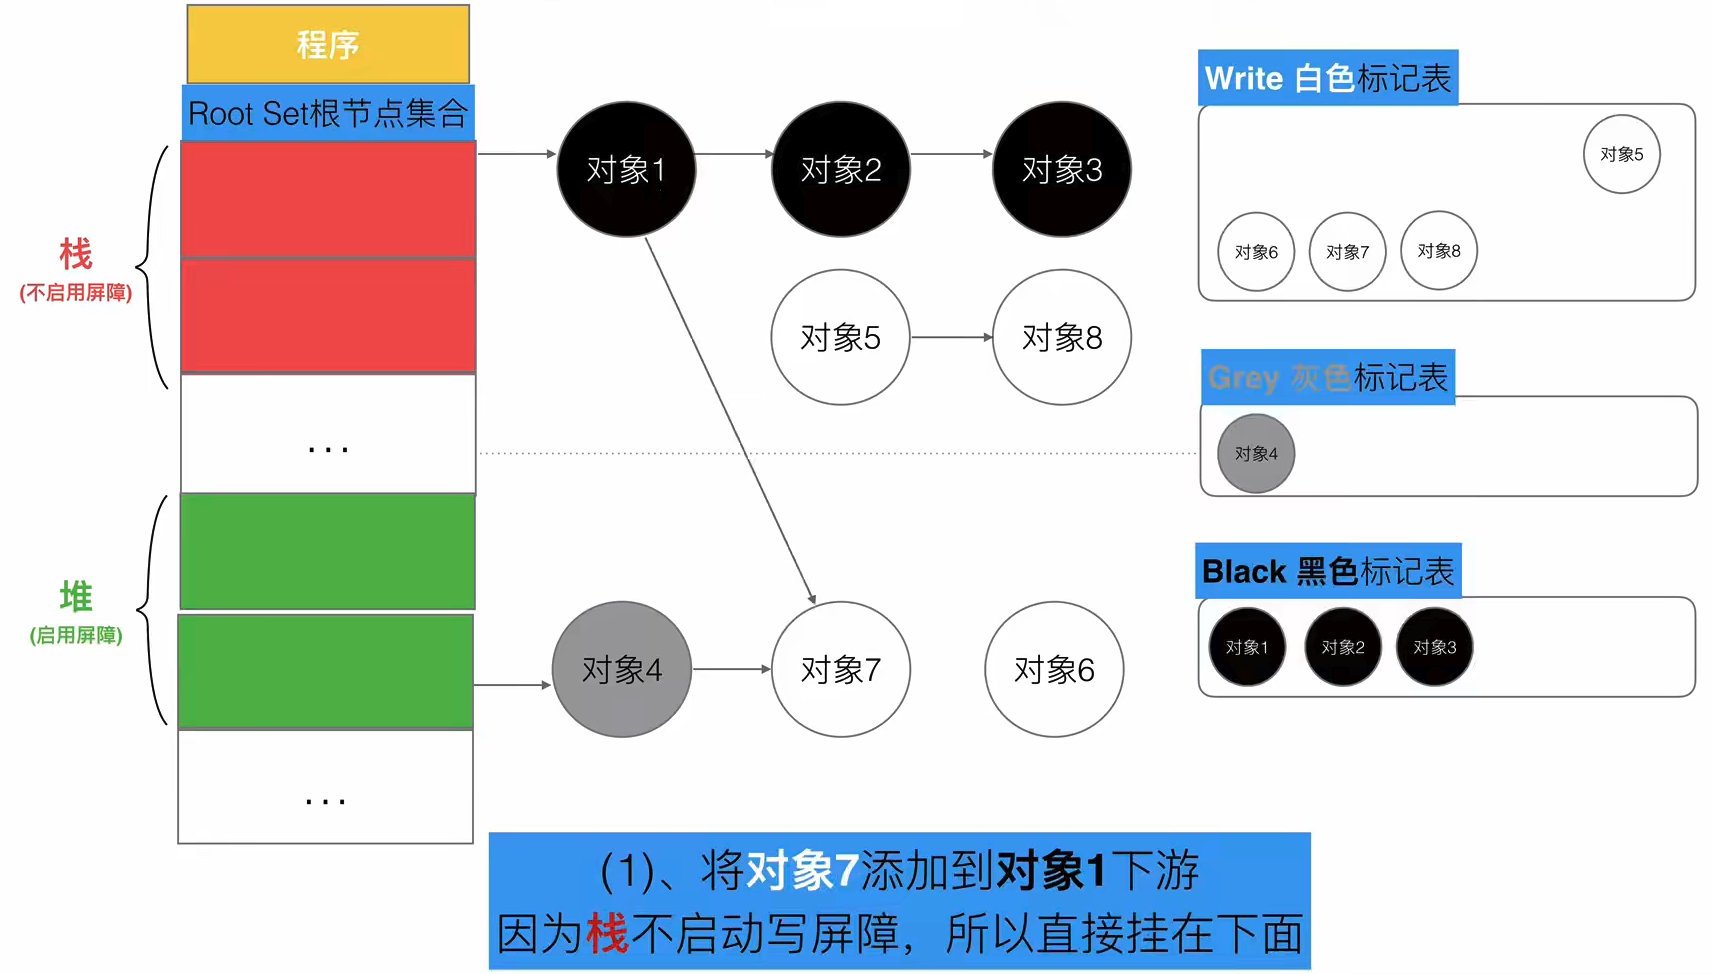 程序
Root Set根节点集合
栈
(不启用屏障)
...
堆
(启用屏障)
...
对象1
对象2
对象3
对象5
对象8
对象4
对象7
对象6
Write 白色标记表
对象5
对象6
对象7
对象8
Grey 灰色标记表
对象4
Black 黑色标记表
对象1
对象2
对象3
(1)、将对象7添加到对象1下游
因为栈不启动写屏障，所以直接挂在下面